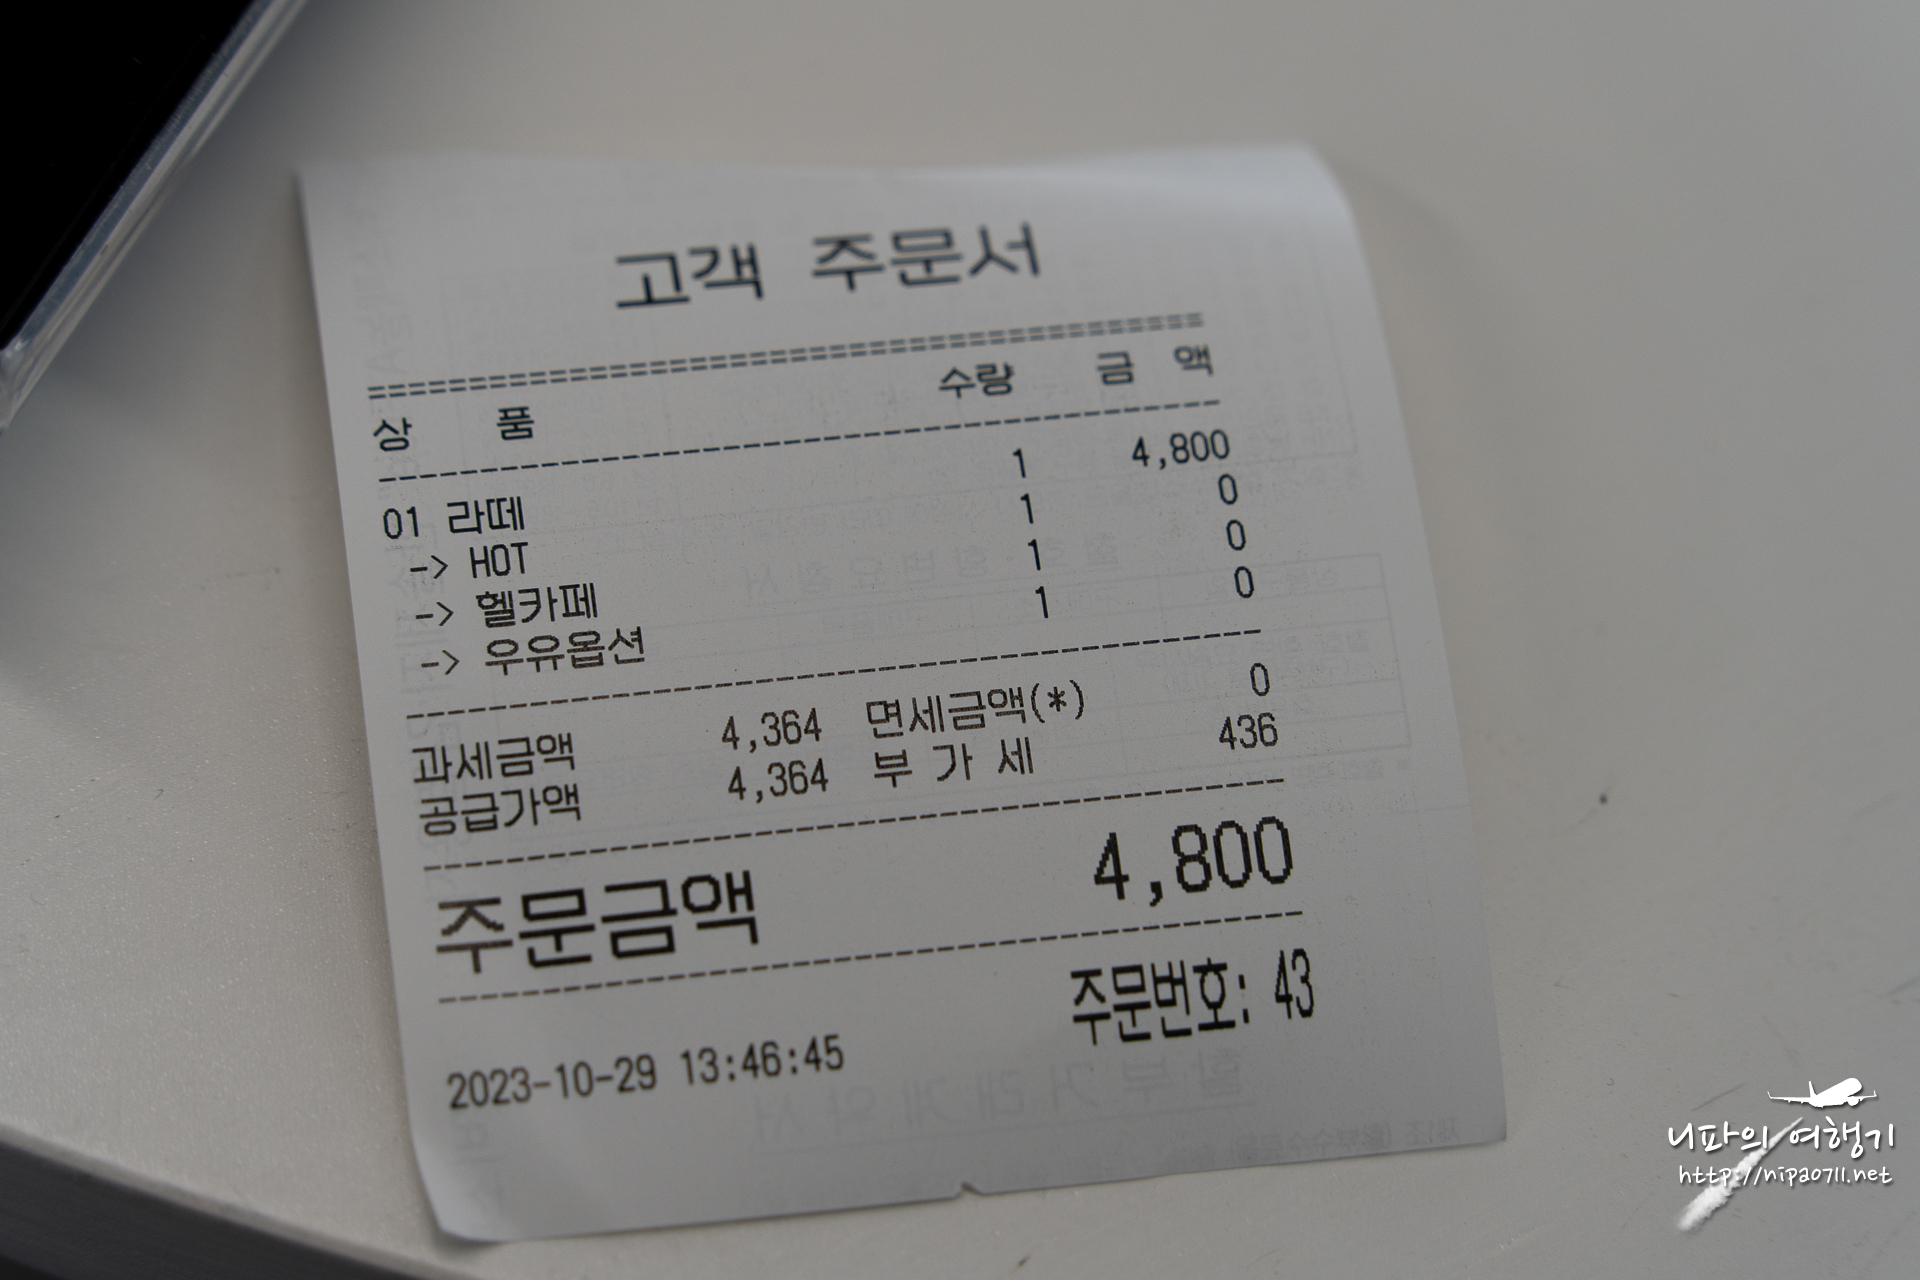 고객 주문서
==================================================
상 품 수량 금 액
--------------------------------------------------
01 라떼 1 4,800
-> HOT 1 0
-> 헬카페 1 0
-> 우유옵션 1 0
--------------------------------------------------
과세금액 4,364 면세금액(*) 0
공급가액 4,364 부 가 세 436
--------------------------------------------------
주문금액 4,800
--------------------------------------------------
주문번호: 43
2023-10-29 13:46:45
니파의 여행기
http://nipa0711.net